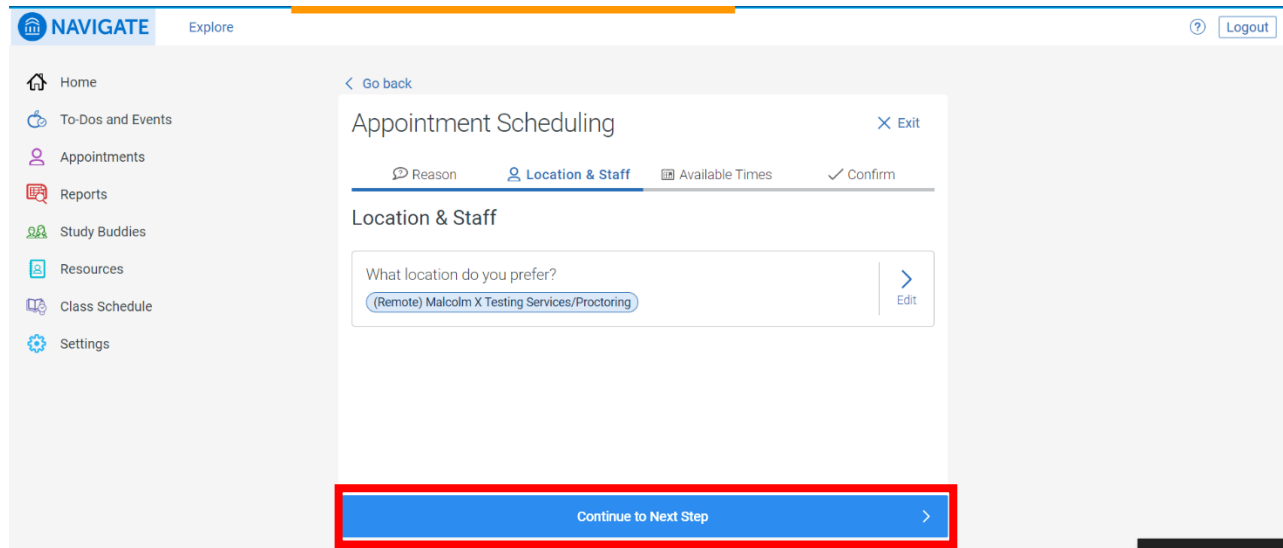 NAVIGATE Explore ? Logout
Home
To-Dos and Events
Appointments
Reports
Study Buddies
Resources
Class Schedule
Settings
Go back
Appointment Scheduling Exit
Reason Location & Staff Available Times Confirm
Location & Staff
What location do you prefer?
(Remote) Malcolm X Testing Services/Proctoring
Edit
Continue to Next Step